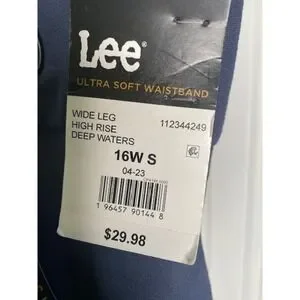 Lee®
ULTRA SOFT WAISTBAND
WIDE LEG 112344249
HIGH RISE
DEEP WATERS
16W S
04-23
1 96457 90144 8
$29.98